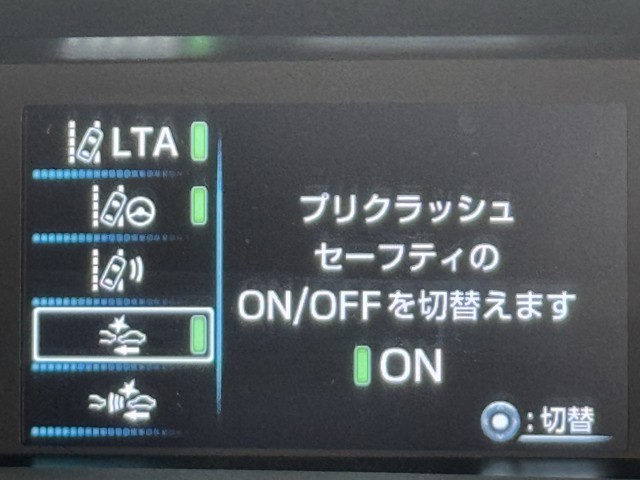 LTA
プリクラッシュ
セーフティの
ON/OFFを切替えます
ON
:切替